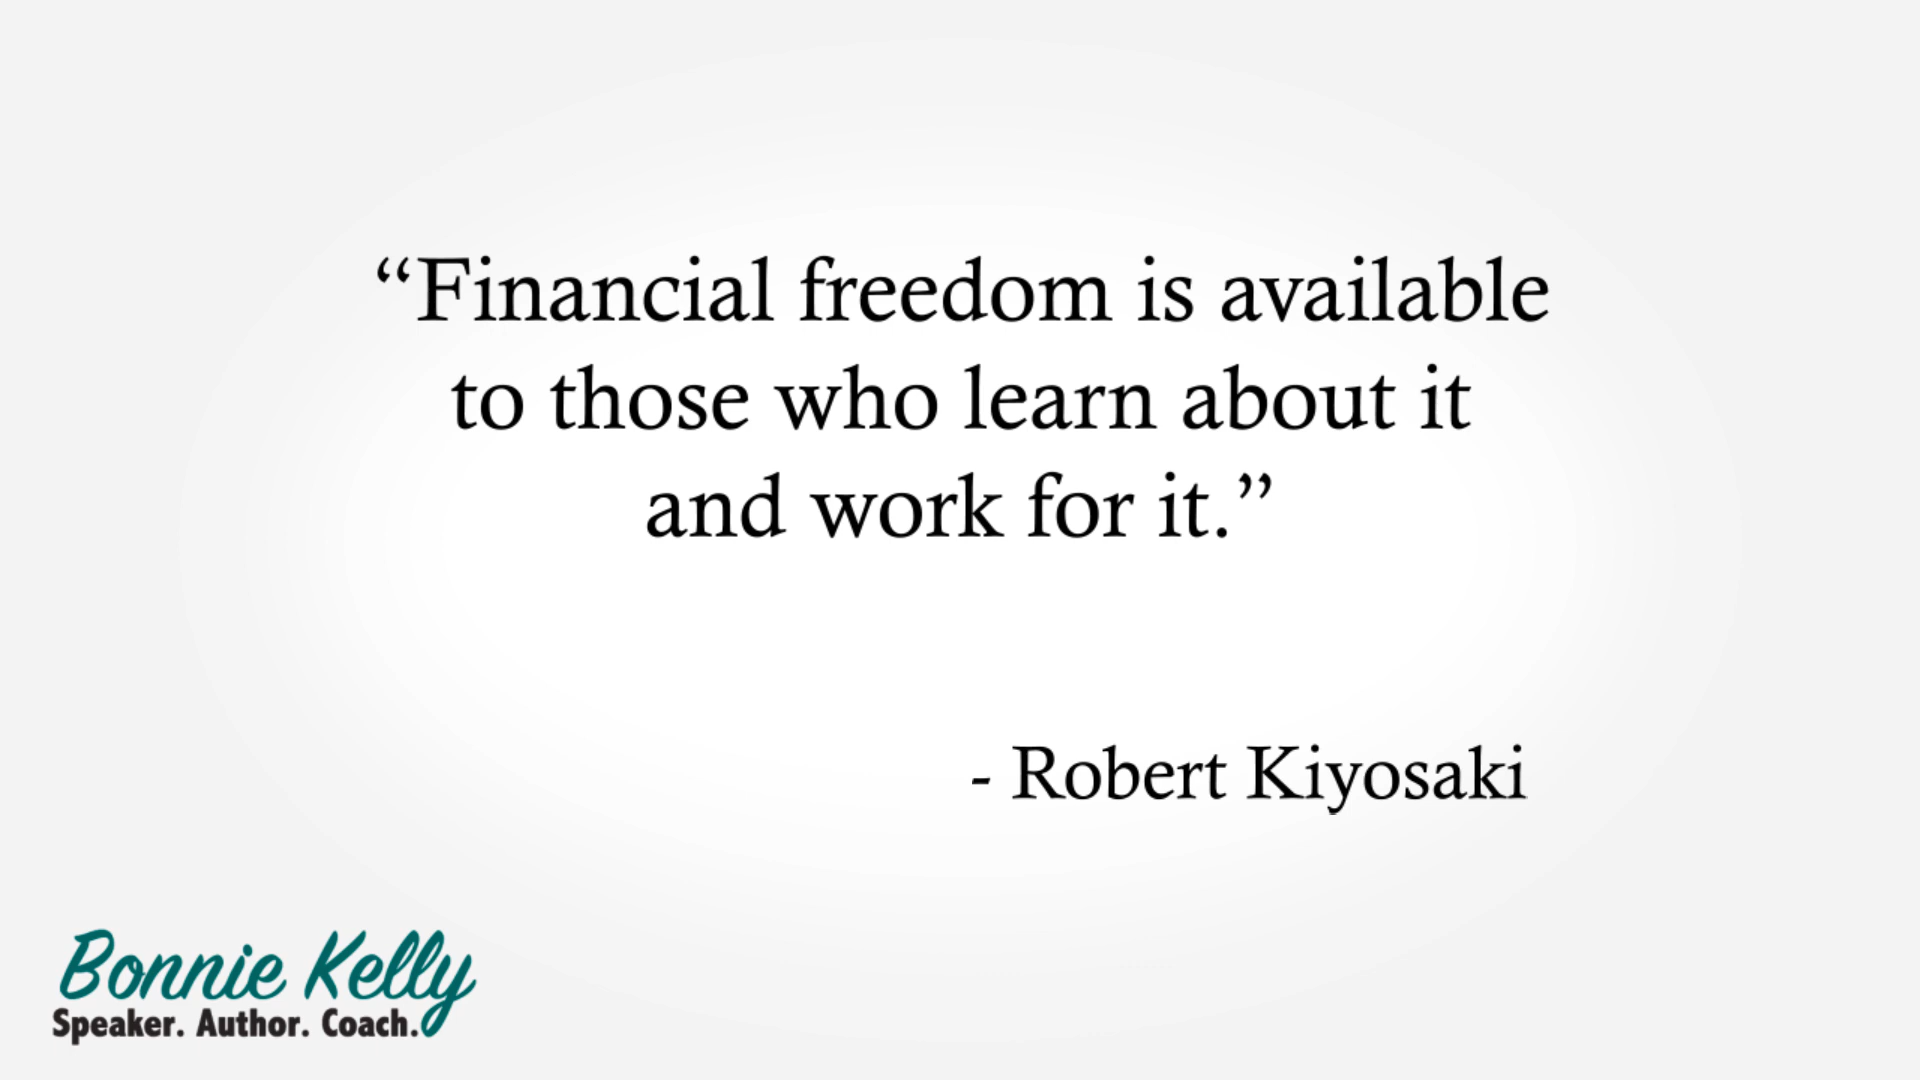 “Financial freedom is available
to those who learn about it
and work for it.”
- Robert Kiyosaki
Bonnie Kelly
Speaker. Author. Coach.